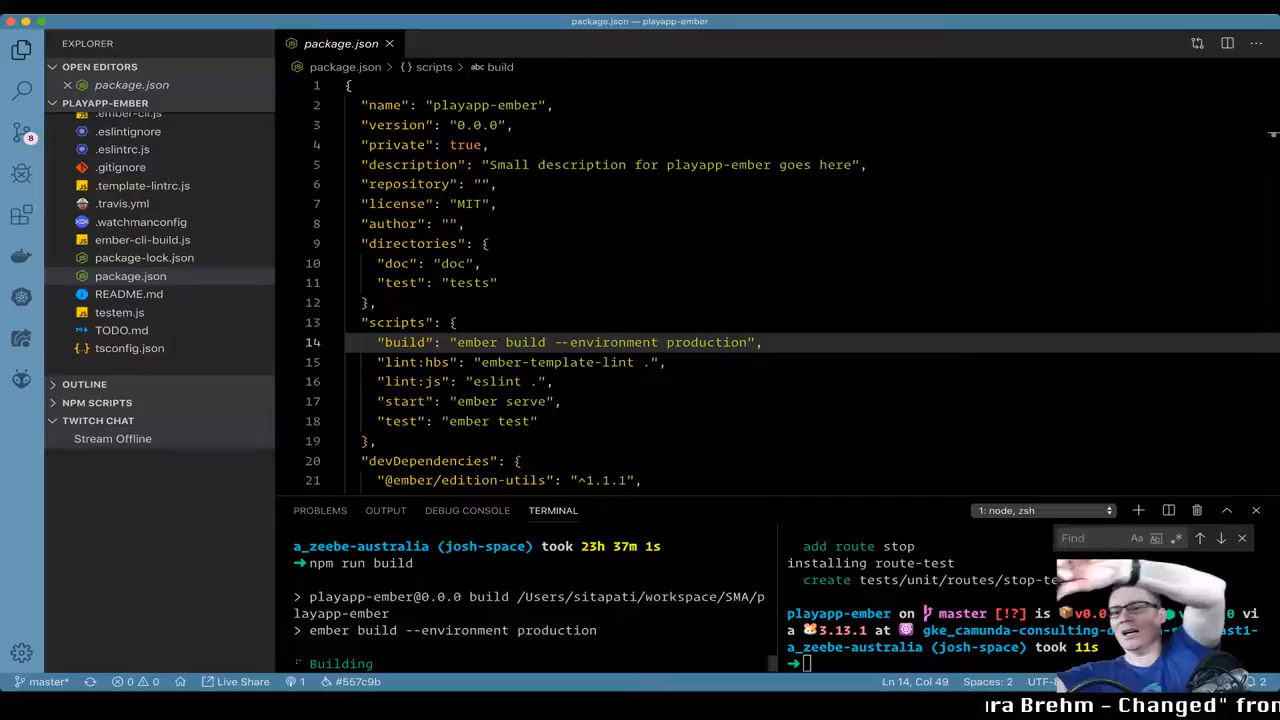 package.json — playapp-ember
EXPLORER
OPEN EDITORS
package.json
PLAYAPP-EMBER
.ember-cli.js
.eslintignore
.eslintrc.js
.gitignore
.template-lintrc.js
.travis.yml
.watchmanconfig
ember-cli-build.js
package-lock.json
package.json
README.md
testem.js
TODO.md
tsconfig.json
OUTLINE
NPM SCRIPTS
TWITCH CHAT
Stream Offline
8
package.json
package.json > {} scripts > abc build
1 {
2 "name": "playapp-ember",
3 "version": "0.0.0",
4 "private": true,
5 "description": "Small description for playapp-ember goes here",
6 "repository": "",
7 "license": "MIT",
8 "author": "",
9 "directories": {
10 "doc": "doc",
11 "test": "tests"
12 },
13 "scripts": {
14 "build": "ember build --environment production",
15 "lint:hbs": "ember-template-lint .",
16 "lint:js": "eslint .",
17 "start": "ember serve",
18 "test": "ember test"
19 },
20 "devDependencies": {
21 "@ember/edition-utils": "^1.1.1",
PROBLEMS OUTPUT DEBUG CONSOLE TERMINAL
1: node, zsh
Find
Aa Abl .*
a_zeebe-australia (josh-space) took 23h 37m 1s
➜ npm run build
> playapp-ember@0.0.0 build /Users/sitapati/workspace/SMA/p
layapp-ember
> ember build --environment production
Building
add route stop
installing route-test
create tests/unit/routes/stop-te
playapp-ember on master [!?] is v0.0 0 vi
a 3.13.1 at gke_camunda-consulting- ast1-
a_zeebe-australia (josh-space) took 11s
➜
master* 0 0 Live Share 1 #557c9b
Ln 14, Col 49 Spaces: 2 UTF-8 2
ura Brehm - Changed" fron